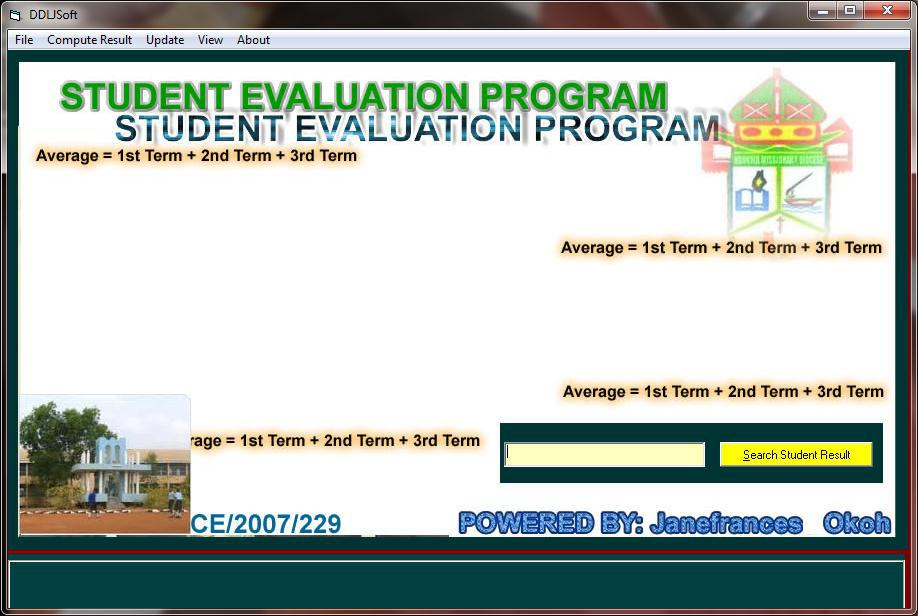 DDLJSoft
File Compute Result Update View About
STUDENT EVALUATION PROGRAM
STUDENT EVALUATION PROGRAM
Average = 1st Term + 2nd Term + 3rd Term
MISSIONARY DIOCESE
Average = 1st Term + 2nd Term + 3rd Term
Average = 1st Term + 2nd Term + 3rd Term
rage = 1st Term + 2nd Term + 3rd Term
Search Student Result
CE/2007/229
POWERED BY: Janefrances Okoh